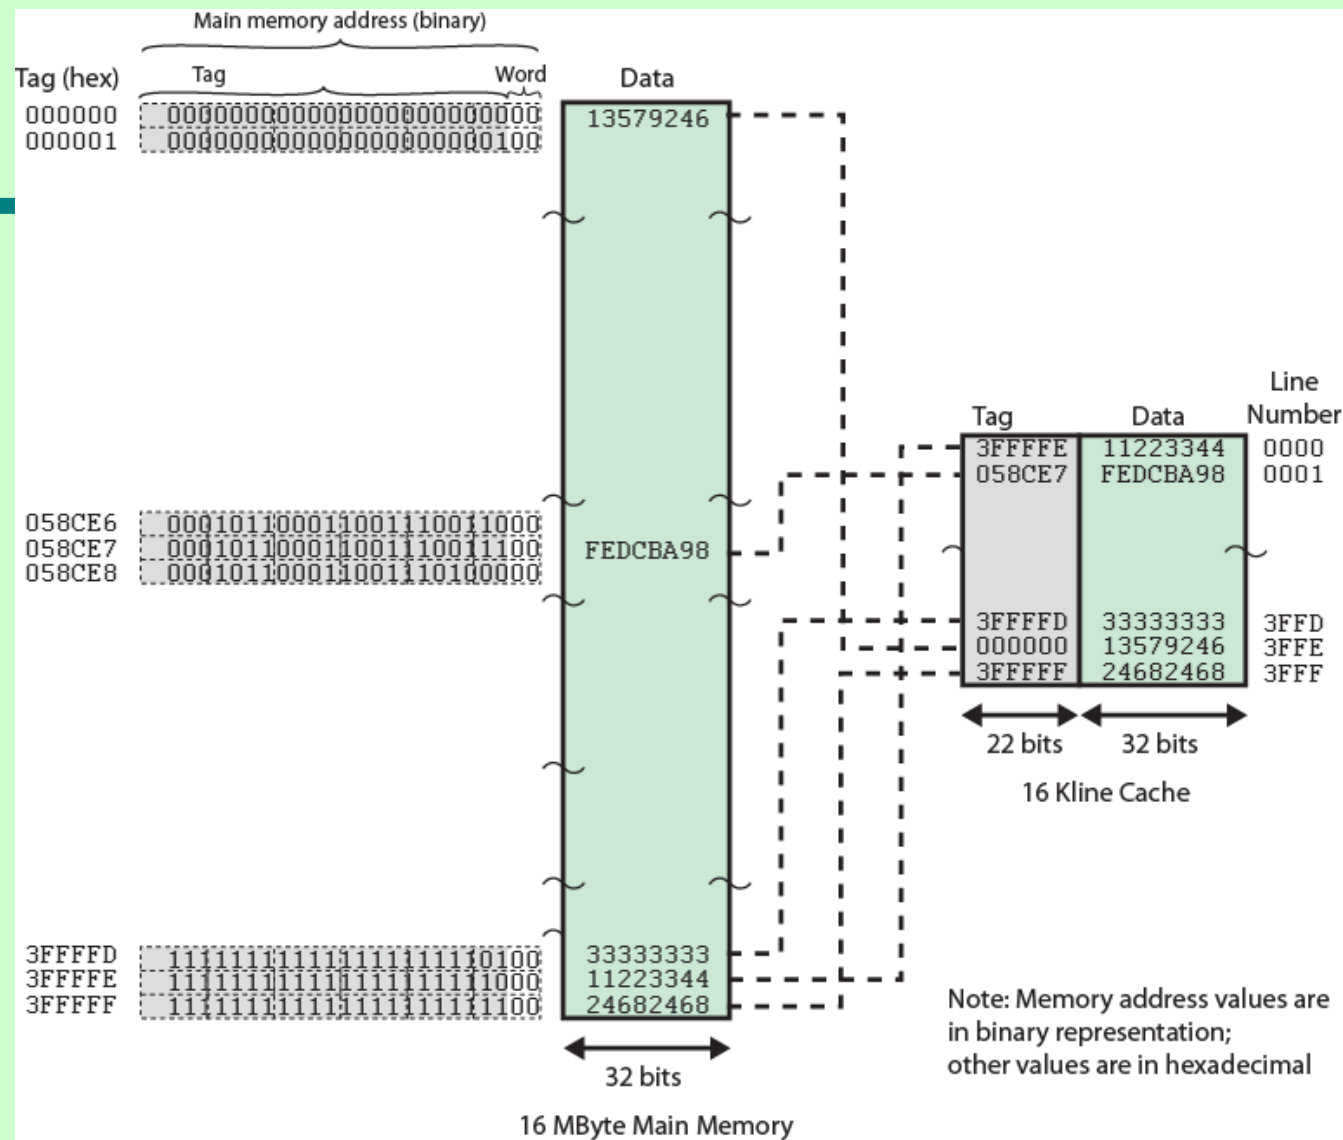 Main memory address (binary)
Tag (hex) Tag Word Data
000000 000000000000000000000000 13579246
000001 000000000000000000000100
Line
Tag Data Number
3FFFFE 11223344 0000
058CE7 FEDCBA98 0001
058CE6 000101100011001110011000
058CE7 000101100011001110011100 FEDCBA98
058CE8 000101100011001110100000
3FFFFD 33333333 3FFD
000000 13579246 3FFE
3FFFFF 24682468 3FFF
22 bits 32 bits
16 Kline Cache
3FFFFD 111111111111111111110100 33333333
3FFFFE 111111111111111111111000 11223344
3FFFFF 111111111111111111111100 24682468
Note: Memory address values are
in binary representation;
other values are in hexadecimal
32 bits
16 MByte Main Memory